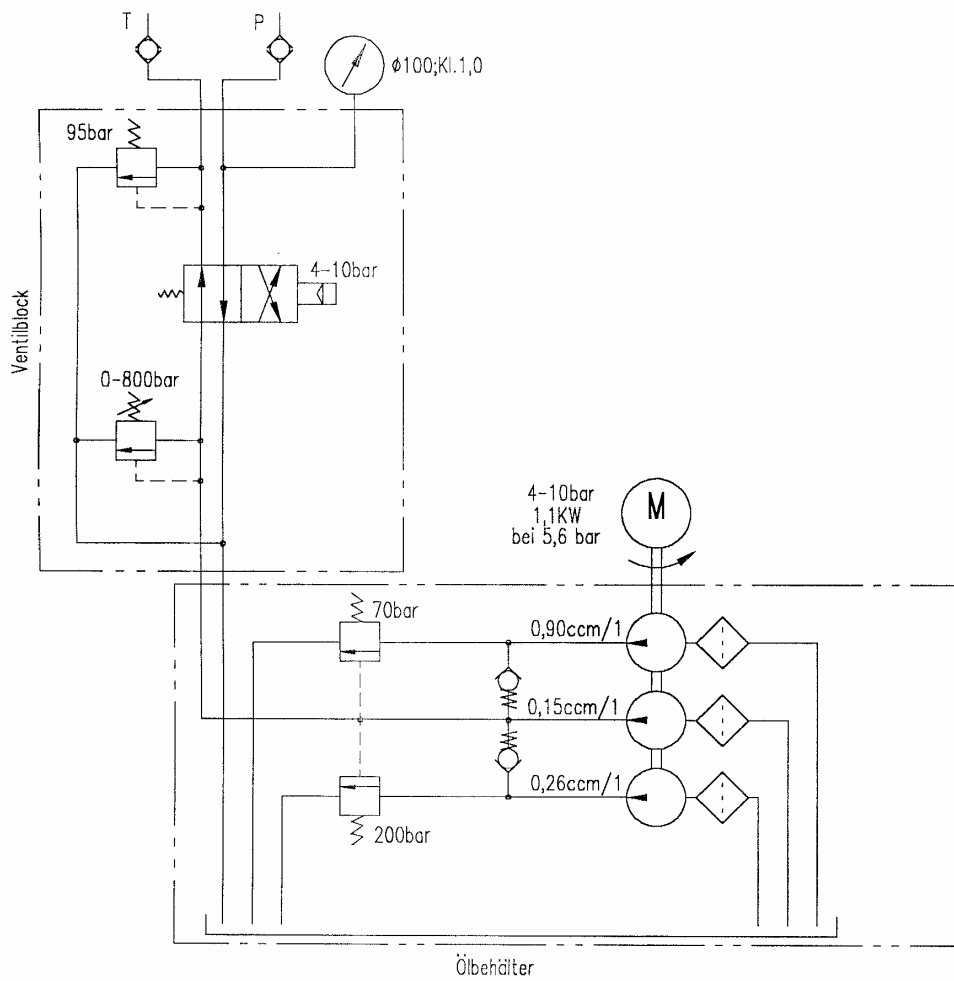 T
P
ϕ100;Kl.1,0
95bar
4-10bar
Ventilblock
0-800bar
4-10bar
1,1KW
bei 5,6 bar
M
70bar
0,90ccm/1
0,15ccm/1
0,26ccm/1
200bar
Ölbehälter